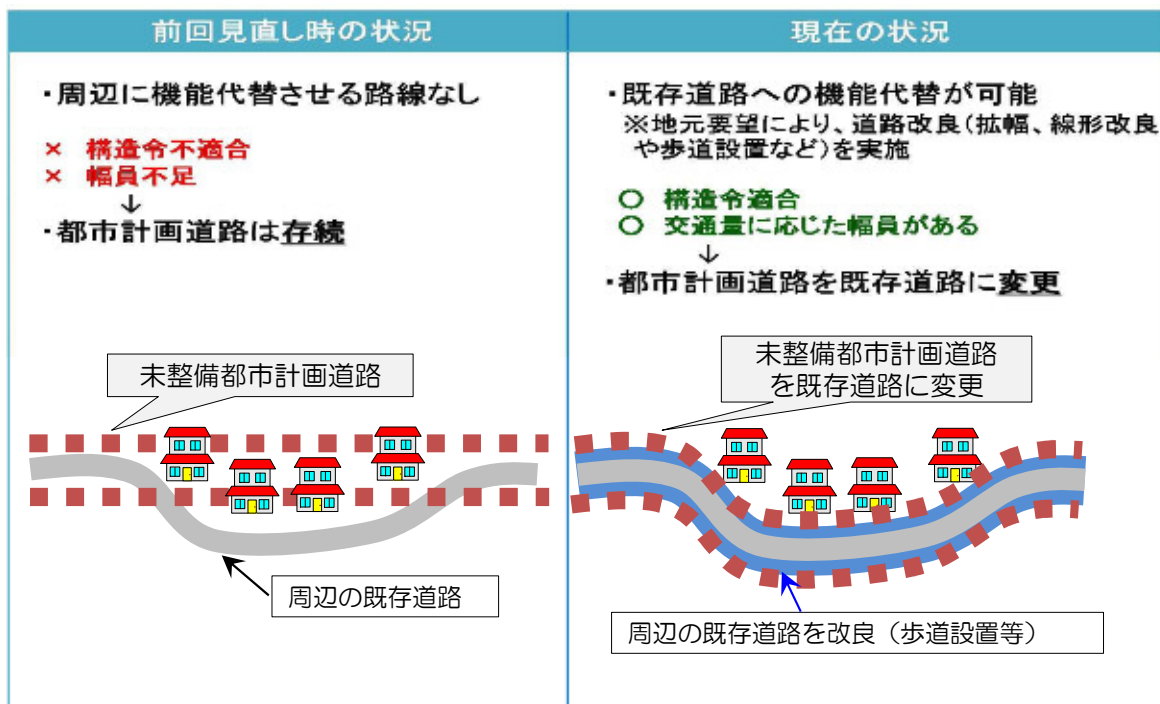 前回見直し時の状況
・周辺に機能代替させる路線なし
× 構造令不適合
× 幅員不足
↓
・都市計画道路は存続
未整備都市計画道路
周辺の既存道路
現在の状況
・既存道路への機能代替が可能
※地元要望により、道路改良(拡幅、線形改良
や歩道設置など)を実施
○ 構造令適合
○ 交通量に応じた幅員がある
↓
・都市計画道路を既存道路に変更
未整備都市計画道路
を既存道路に変更
周辺の既存道路を改良（歩道設置等）